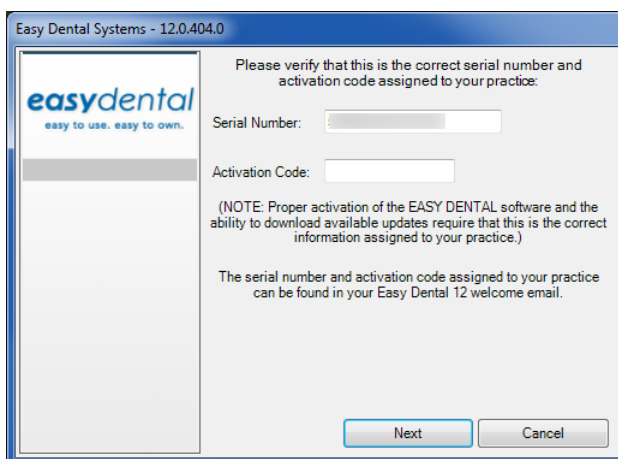 Easy Dental Systems - 12.0.404.0
easydental
easy to use. easy to own.
Please verify that this is the correct serial number and
activation code assigned to your practice:
Serial Number:
Activation Code:
(NOTE: Proper activation of the EASY DENTAL software and the
ability to download available updates require that this is the correct
information assigned to your practice.)
The serial number and activation code assigned to your practice
can be found in your Easy Dental 12 welcome email.
Next
Cancel